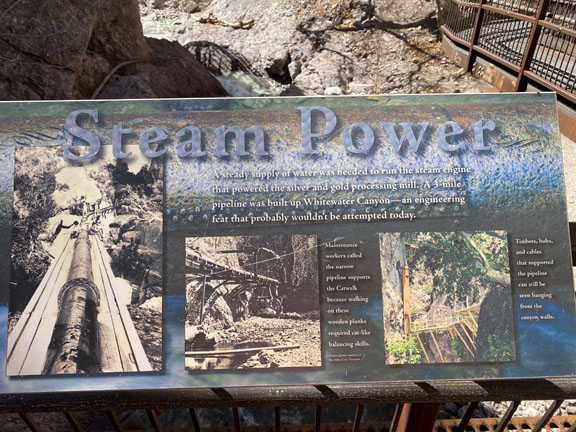 Steam Power
A steady supply of water was needed to run the steam engine
that powered the silver and gold processing mill. A 3-mile
pipeline was built up Whitewater Canyon—an engineering
feat that probably wouldn't be attempted today.
Maintenance
workers called
the narrow
pipeline supports
the Catwalk
because walking
on these
wooden planks
required cat-like
balancing skills.
Timbers, bolts,
and cables
that supported
the pipeline
can still be
seen hanging
from the
canyon walls.